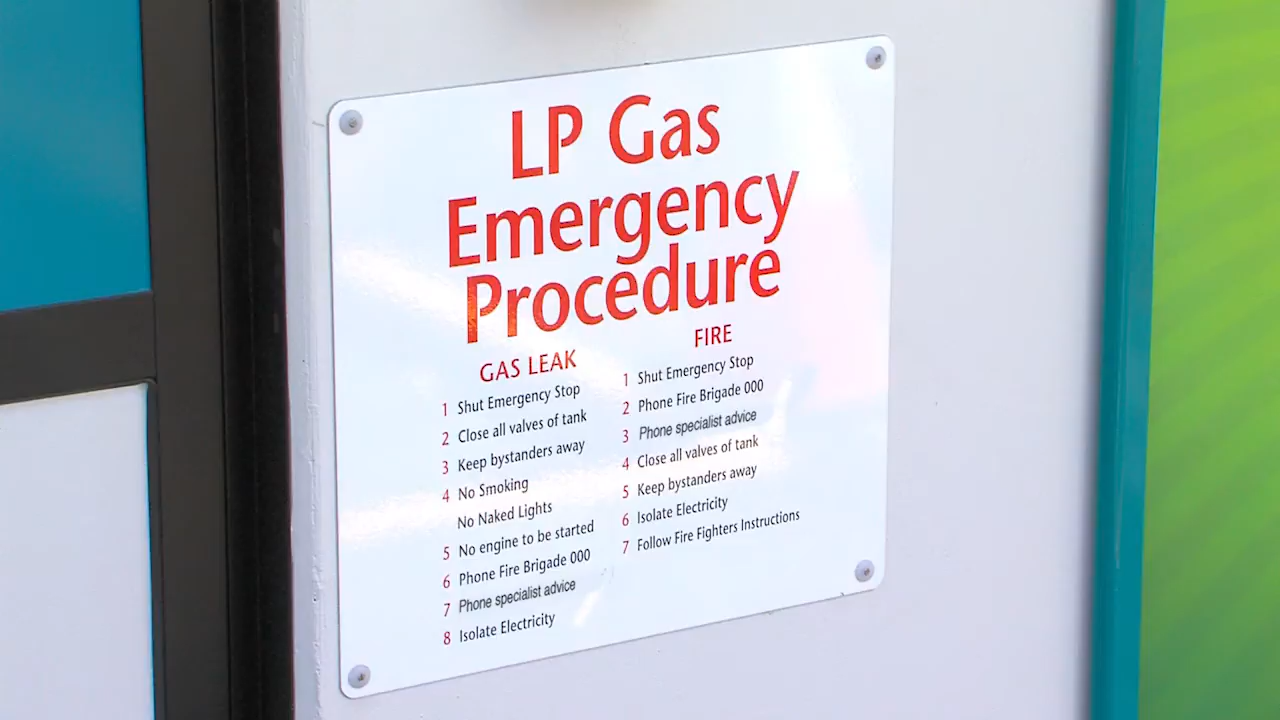 LP Gas
Emergency
Procedure
GAS LEAK
1 Shut Emergency Stop
2 Close all valves of tank
3 Keep bystanders away
4 No Smoking
No Naked Lights
5 No engine to be started
6 Phone Fire Brigade 000
7 Phone specialist advice
8 Isolate Electricity
FIRE
1 Shut Emergency Stop
2 Phone Fire Brigade 000
3 Phone specialist advice
4 Close all valves of tank
5 Keep bystanders away
6 Isolate Electricity
7 Follow Fire Fighters Instructions